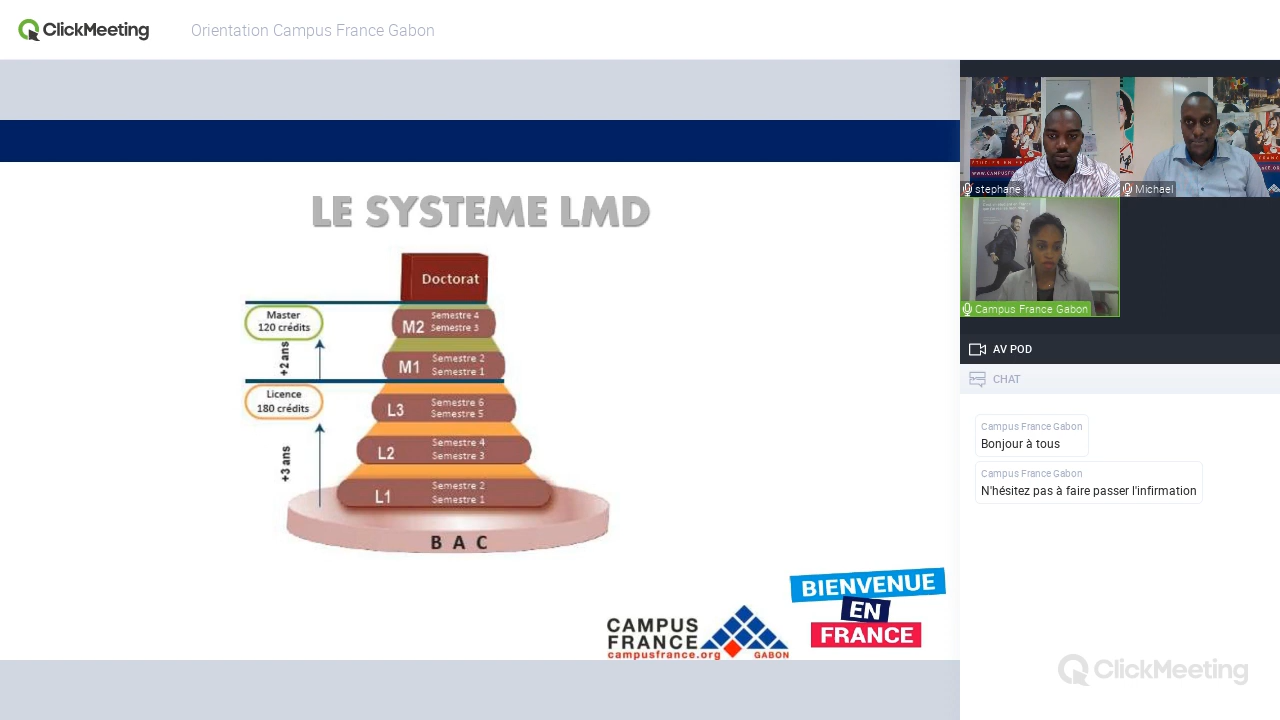 ClickMeeting
Orientation Campus France Gabon
LE SYSTEME LMD
Doctorat
Master
120 crédits
M2
Semestre 4
Semestre 3
+2 ans
M1
Semestre 2
Semestre 1
Licence
180 crédits
L3
Semestre 6
Semestre 5
+3 ans
L2
Semestre 4
Semestre 3
L1
Semestre 2
Semestre 1
BAC
CAMPUS
FRANCE
campusfrance.org
GABON
BIENVENUE
EN
FRANCE
stephane
Michael
Campus France Gabon
AV POD
CHAT
Campus France Gabon
Bonjour à tous
Campus France Gabon
N'hésitez pas à faire passer l'infirmation
ClickMeeting